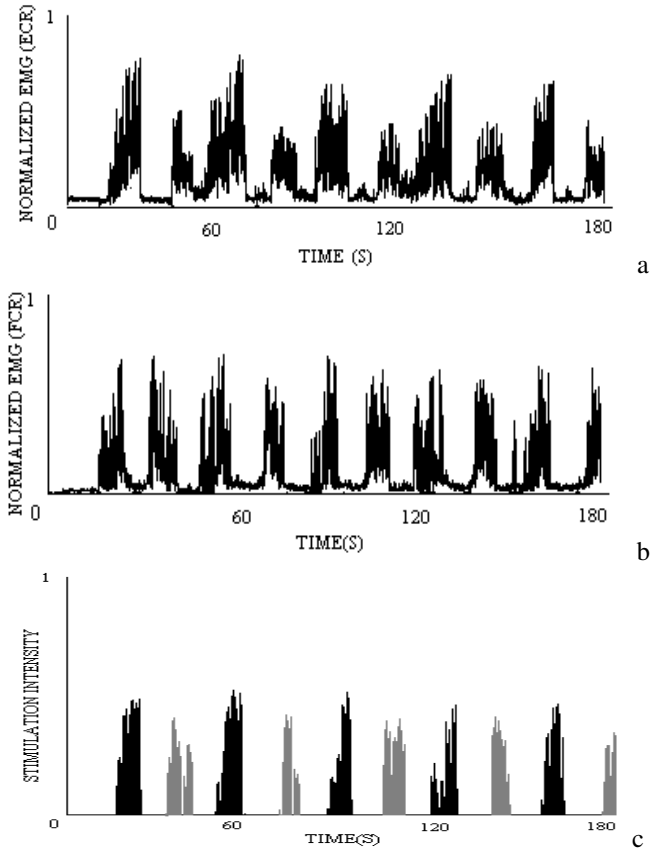 1
NORMALIZED EMG (ECR)
0 60 120 180
TIME (S)
a
1
NORMALIZED EMG (FCR)
0 60 120 180
TIME(S)
b
1
STIMULATION INTENSITY
0 60 120 180
TIME(S)
c